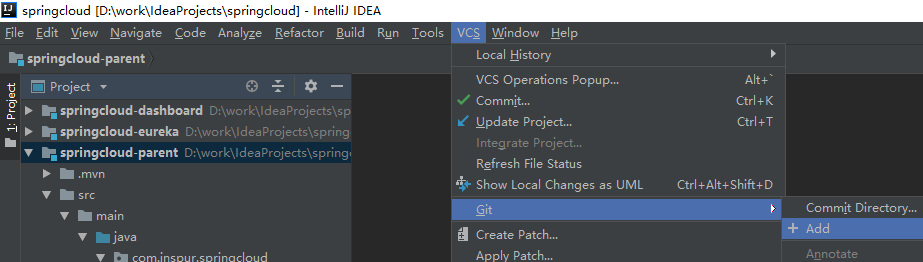 springcloud [D:\work\IdeaProjects\springcloud] - IntelliJ IDEA
File Edit View Navigate Code Analyze Refactor Build Run Tools VCS Window Help
springcloud-parent
Local History
Project
VCS Operations Popup... Alt+`
springcloud-dashboard D:\work\IdeaProjects\sp
Commit... Ctrl+K
springcloud-eureka D:\work\IdeaProjects\spring
Update Project... Ctrl+T
1: Project
springcloud-parent D:\work\IdeaProjects\spring
Integrate Project...
.mvn
Refresh File Status
src
Show Local Changes as UML Ctrl+Alt+Shift+D
main
Git
Commit Directory...
java
Create Patch...
Add
com.inspur.springcloud
Apply Patch...
Annotate